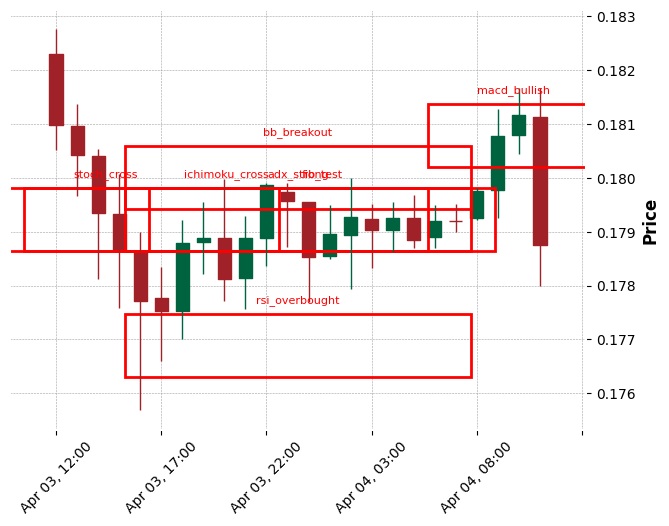 0.183
0.182
macd_bullish
0.181
bb_breakout
stoch_cross
ichimoku_cross
adx_strong
0.180
Price
0.179
0.178
rsi_overbought
0.177
0.176
Apr 03, 12:00
Apr 03, 17:00
Apr 03, 22:00
Apr 04, 03:00
Apr 04, 08:00